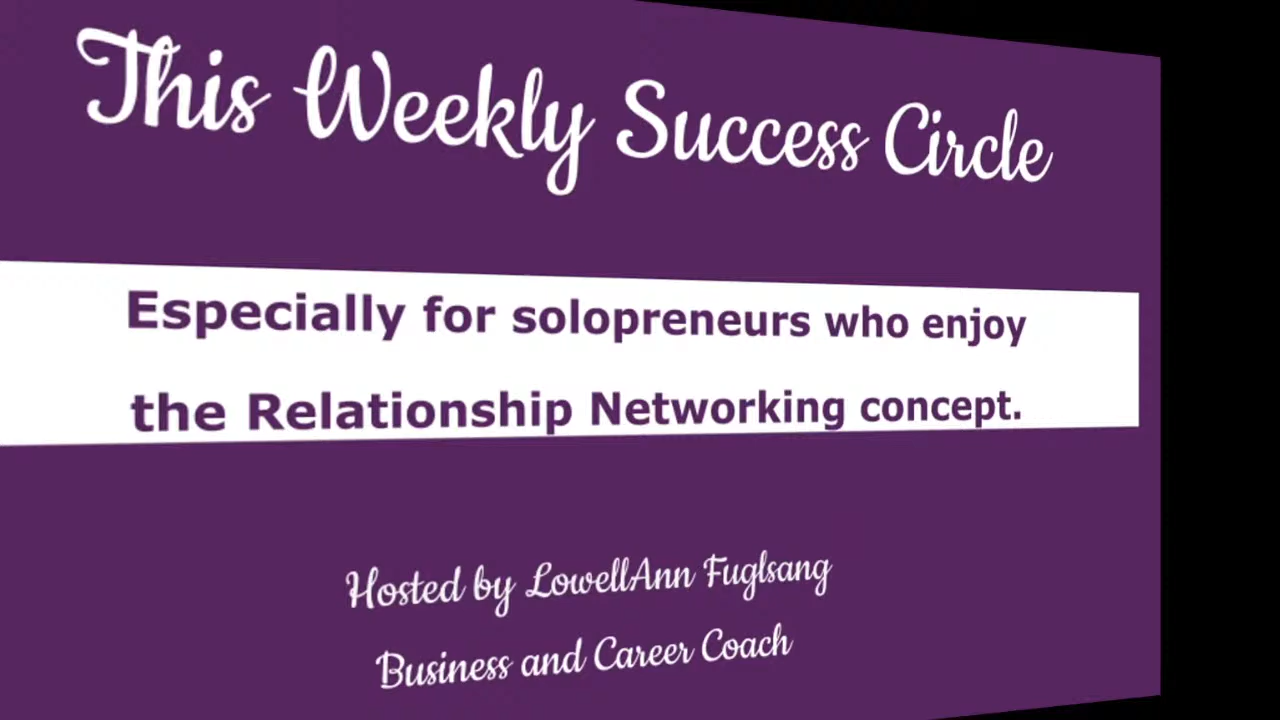 This Weekly Success Circle
Especially for solopreneurs who enjoy
the Relationship Networking concept.
Hosted by LowellAnn Fuglsang
Business and Career Coach